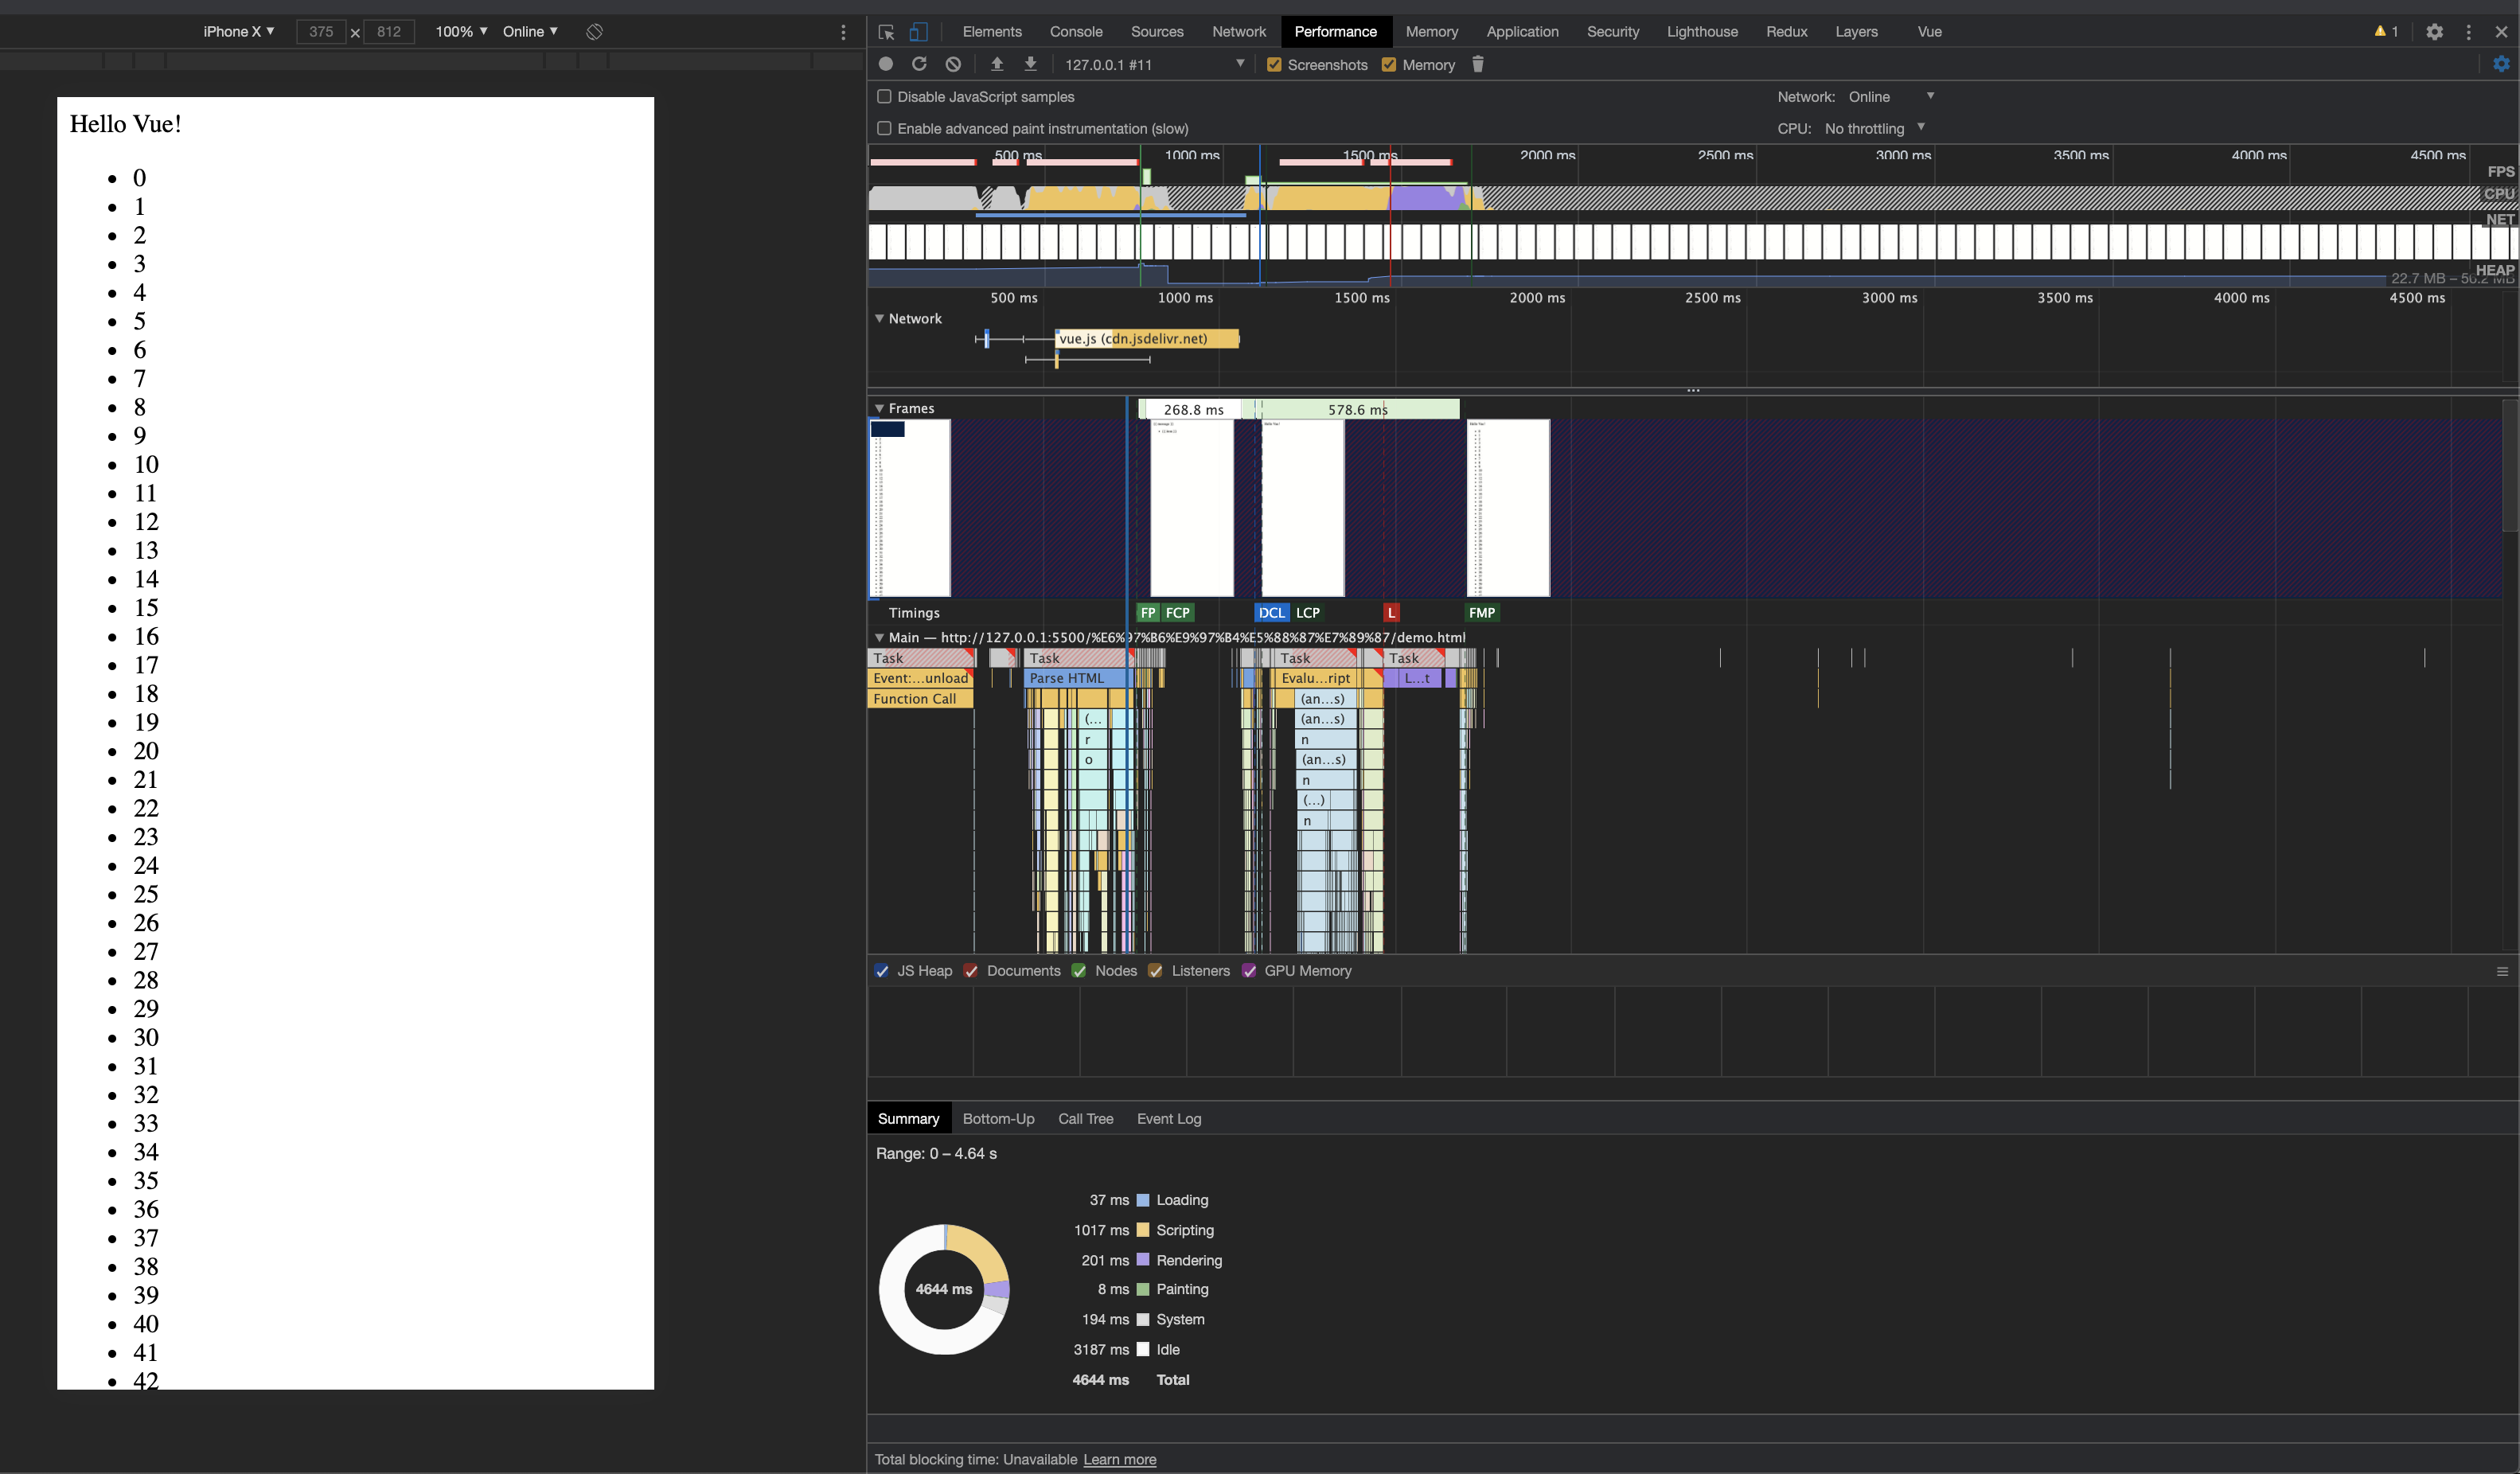 iPhone X ▼ 375 × 812 100% ▼ Online ▼
Hello Vue!
• 0
• 1
• 2
• 3
• 4
• 5
• 6
• 7
• 8
• 9
• 10
• 11
• 12
• 13
• 14
• 15
• 16
• 17
• 18
• 19
• 20
• 21
• 22
• 23
• 24
• 25
• 26
• 27
• 28
• 29
• 30
• 31
• 32
• 33
• 34
• 35
• 36
• 37
• 38
• 39
• 40
• 41
• 42
Elements Console Sources Network Performance Memory Application Security Lighthouse Redux Layers Vue 1
127.0.0.1 #11 Screenshots Memory
Disable JavaScript samples Network: Online
Enable advanced paint instrumentation (slow) CPU: No throttling
500 ms 1000 ms 1500 ms 2000 ms 2500 ms 3000 ms 3500 ms 4000 ms 4500 ms
FPS
CPU
NET
HEAP
22.7 MB – 56.2 MB
500 ms 1000 ms 1500 ms 2000 ms 2500 ms 3000 ms 3500 ms 4000 ms 4500 ms
Network
vue.js (cdn.jsdelivr.net)
Frames 268.8 ms 578.6 ms
Timings FP FCP DCL LCP L FMP
Main — http://127.0.0.1:5500/%E6%97%B6%E9%97%B4%E5%88%87%E7%89%87/demo.html
Task Task Task Task
Event:...unload Parse HTML Evalu...ript L...t
Function Call (an...s)
(... (an...s)
r n
o (an...s)
n
(...)
n
JS Heap Documents Nodes Listeners GPU Memory
Summary Bottom-Up Call Tree Event Log
Range: 0 – 4.64 s
4644 ms
37 ms Loading
1017 ms Scripting
201 ms Rendering
8 ms Painting
194 ms System
3187 ms Idle
4644 ms Total
Total blocking time: Unavailable Learn more